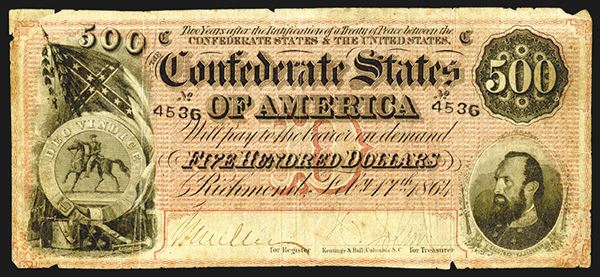 500 C Two Years after the Ratification of a Treaty of Peace between the C
CONFEDERATE STATES & THE UNITED STATES,
Confederate States
500
No No
4536 OF AMERICA 4536
Will pay to the bearer on demand
DEO VINDICE
FIVE HUNDRED DOLLARS
Richmond, Feb. 17th 1864
for Register Keatinge & Ball, Columbia, S.C. for Treasurer